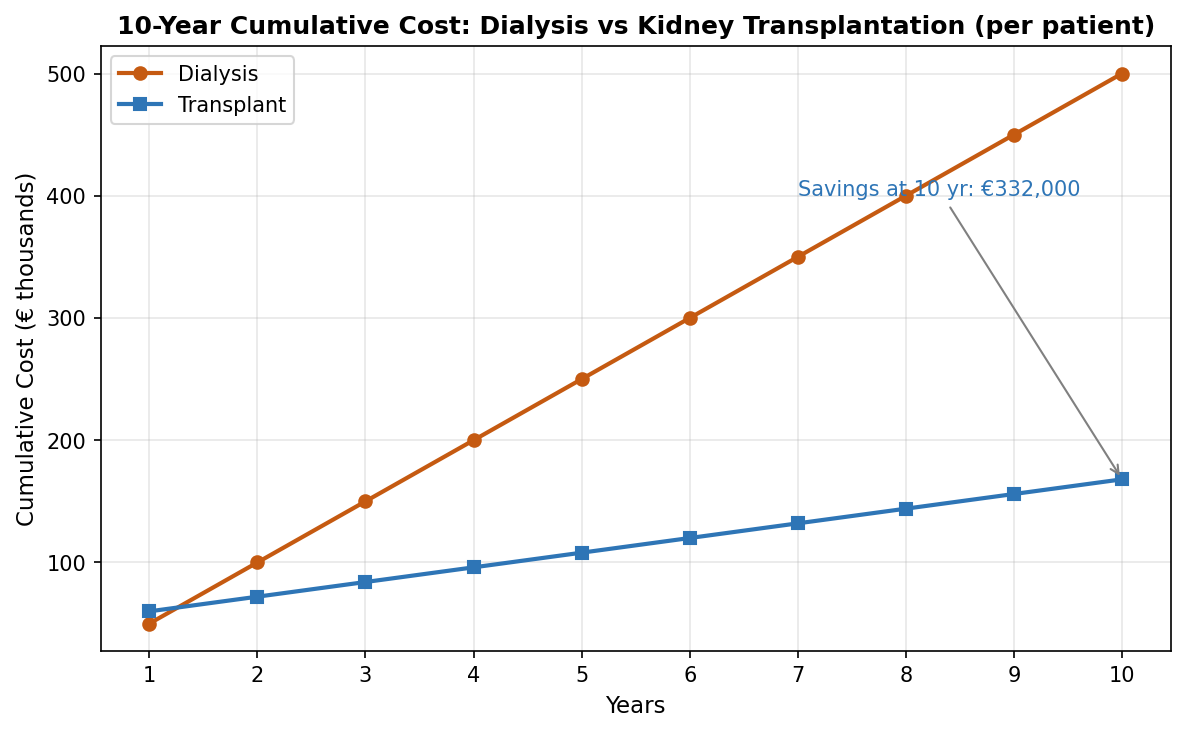 10-Year Cumulative Cost: Dialysis vs Kidney Transplantation (per patient)
Dialysis
Transplant
Savings at 10 yr: €332,000
Cumulative Cost (€ thousands)
500
400
300
200
100
1 2 3 4 5 6 7 8 9 10
Years